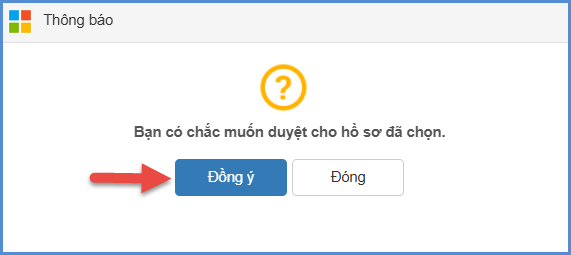 Thông báo
Bạn có chắc muốn duyệt cho hồ sơ đã chọn.
Đồng ý
Đóng